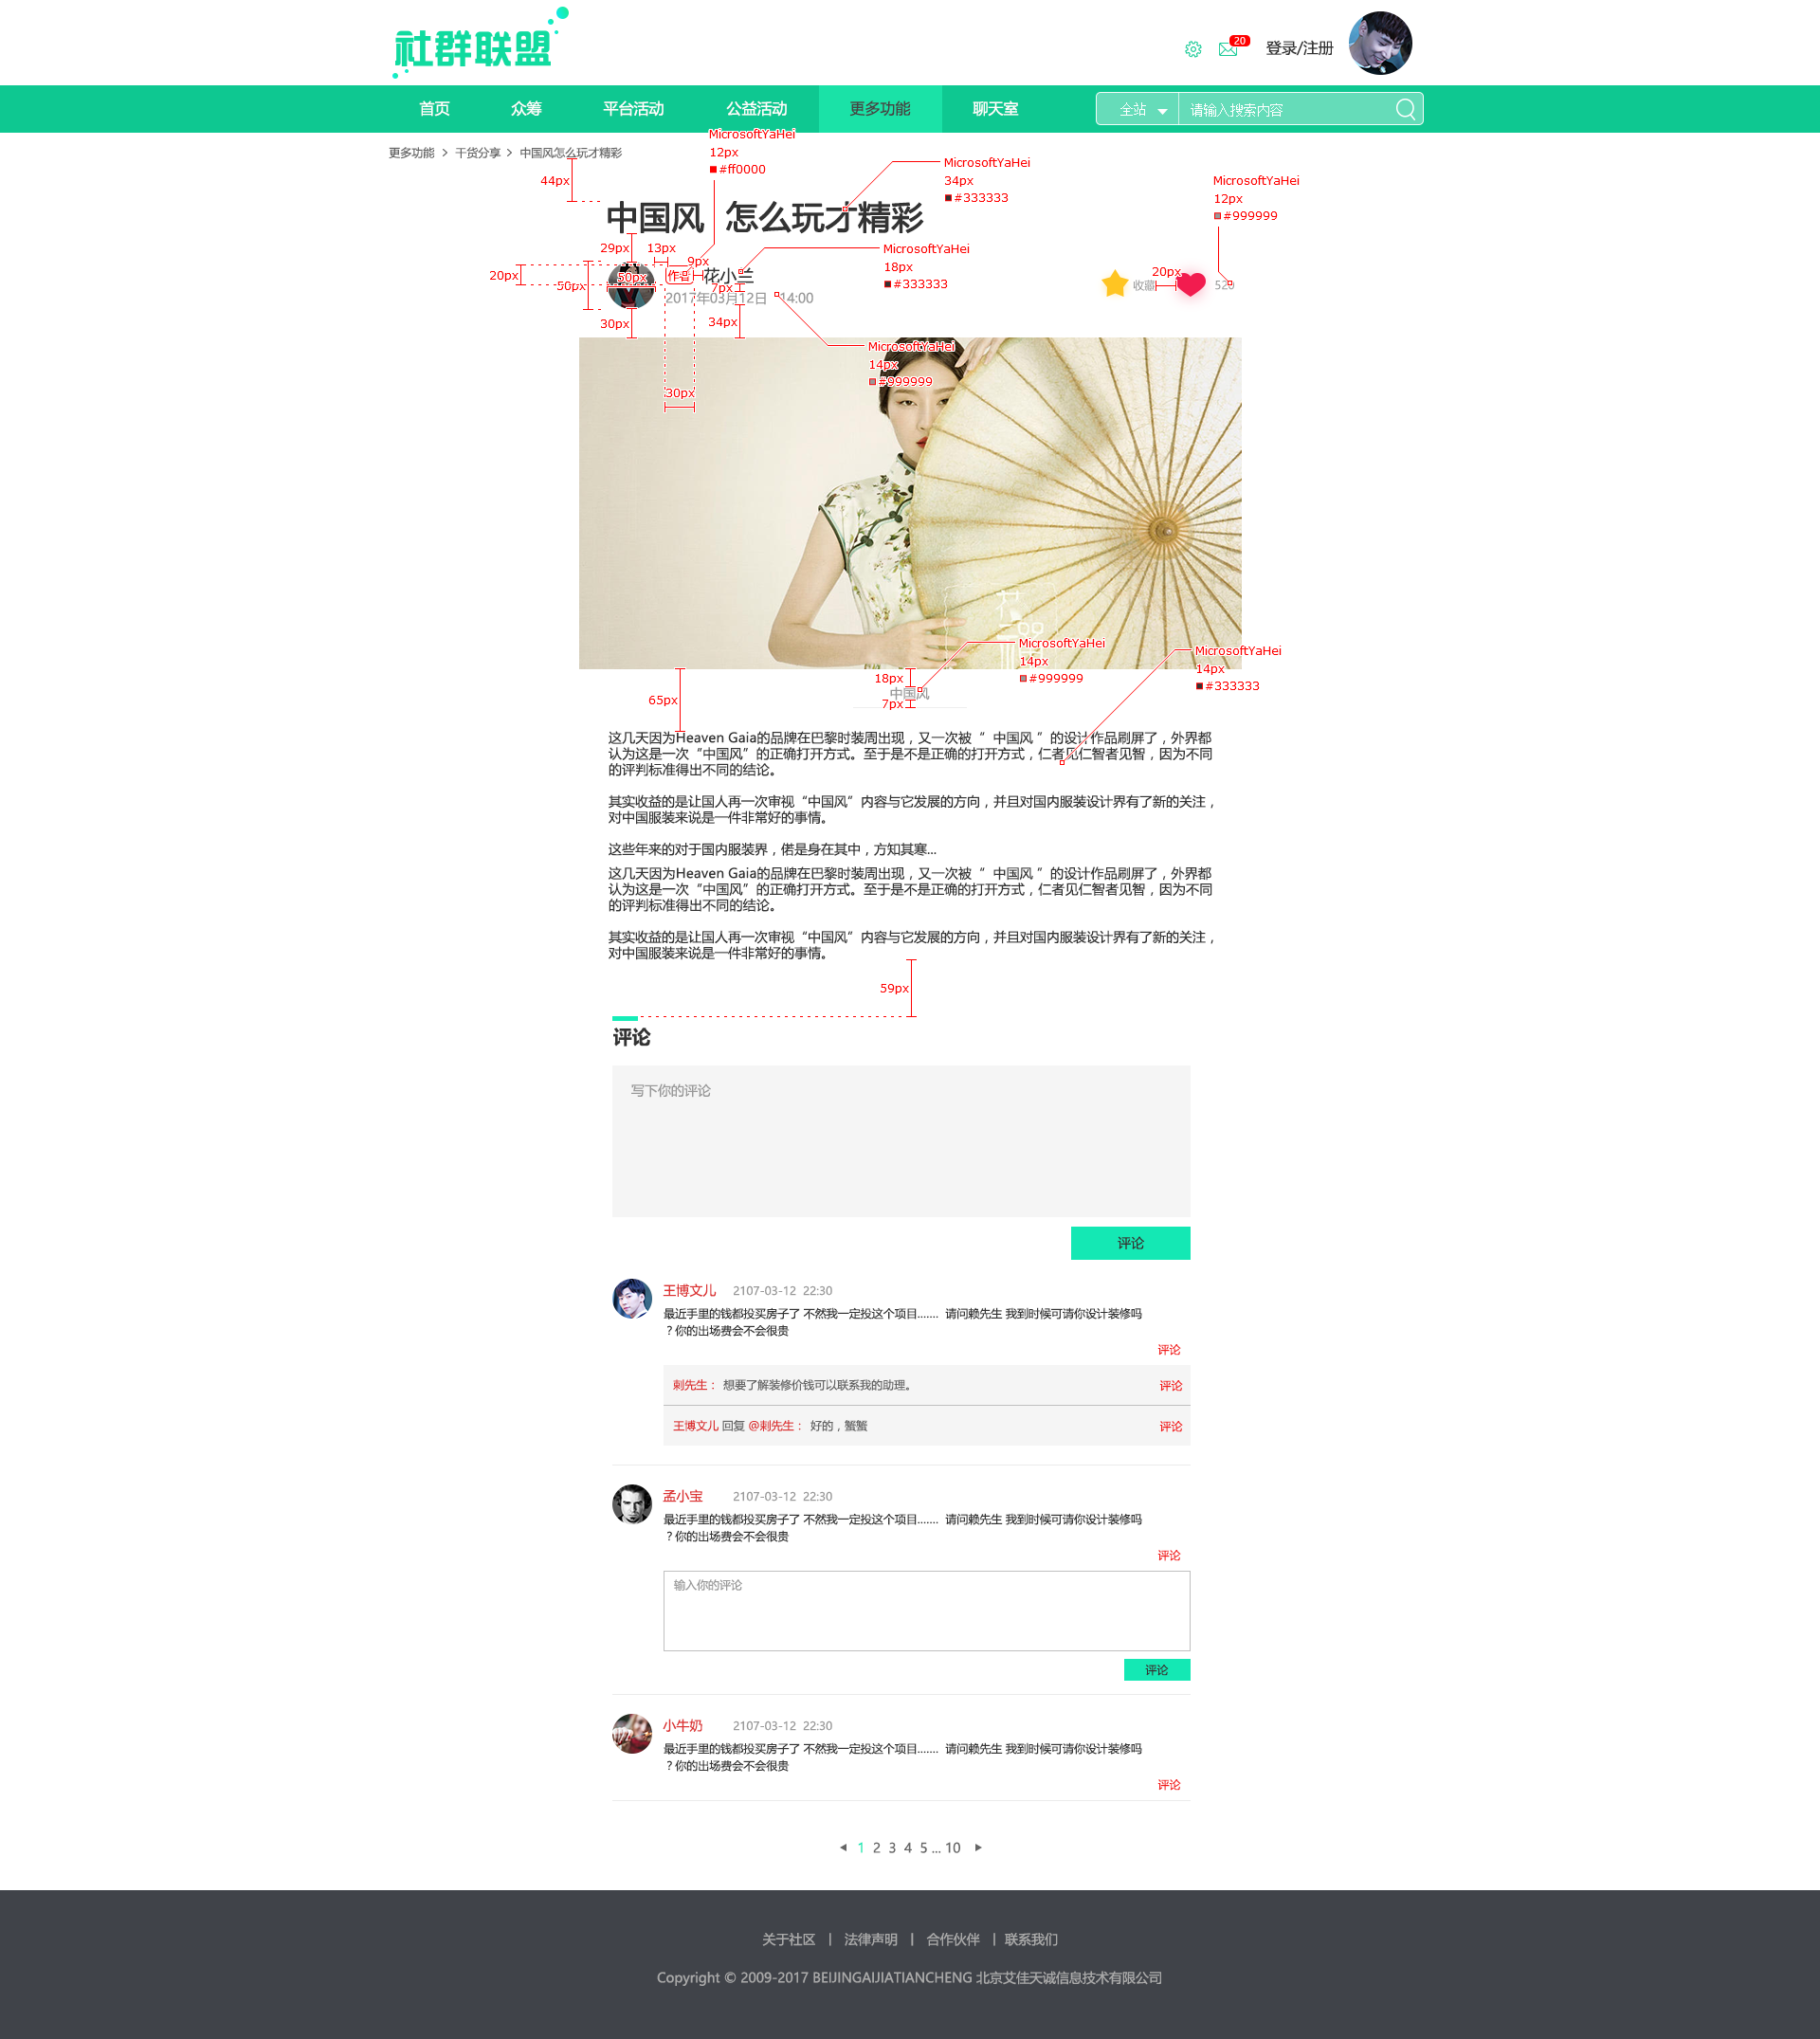 社群联盟
20
登录/注册
首页
众筹
平台活动
公益活动
更多功能
聊天室
全站
请输入搜索内容
更多功能 > 干货分享 > 中国风怎么玩才精彩
MicrosoftYaHei
12px
#ff0000
44px
MicrosoftYaHei
34px
#333333
MicrosoftYaHei
12px
#999999
中国风 怎么玩才精彩
29px
13px
9px
MicrosoftYaHei
18px
#333333
20px
50px
50px
作者
花小兰
7px
2017年03月12日 14:00
20px
收藏
520
30px
34px
MicrosoftYaHei
14px
#999999
30px
MicrosoftYaHei
14px
#999999
MicrosoftYaHei
14px
#333333
18px
中国风
7px
65px
这几天因为Heaven Gaia的品牌在巴黎时装周出现，又一次被 “ 中国风 ” 的设计作品刷屏了，外界都
认为这是一次“中国风”的正确打开方式。至于是不是正确的打开方式，仁者见仁智者见智，因为不同
的评判标准得出不同的结论。
其实收益的是让国人再一次审视“中国风”内容与它发展的方向，并且对国内服装设计界有了新的关注，
对中国服装来说是一件非常好的事情。
这些年来的对于国内服装界，偌是身在其中，方知其寒...
这几天因为Heaven Gaia的品牌在巴黎时装周出现，又一次被 “ 中国风 ” 的设计作品刷屏了，外界都
认为这是一次“中国风”的正确打开方式。至于是不是正确的打开方式，仁者见仁智者见智，因为不同
的评判标准得出不同的结论。
其实收益的是让国人再一次审视“中国风”内容与它发展的方向，并且对国内服装设计界有了新的关注，
对中国服装来说是一件非常好的事情。
59px
评论
写下你的评论
评论
王博文儿 2107-03-12 22:30
最近手里的钱都投买房子了 不然我一定投这个项目....... 请问赖先生 我到时候可请你设计装修吗
？你的出场费会不会很贵
评论
剌先生： 想要了解装修价钱可以联系我的助理。 评论
王博文儿 回复 @剌先生： 好的，蟹蟹 评论
孟小宝 2107-03-12 22:30
最近手里的钱都投买房子了 不然我一定投这个项目....... 请问赖先生 我到时候可请你设计装修吗
？你的出场费会不会很贵
评论
输入你的评论
评论
小牛奶 2107-03-12 22:30
最近手里的钱都投买房子了 不然我一定投这个项目....... 请问赖先生 我到时候可请你设计装修吗
？你的出场费会不会很贵
评论
1 2 3 4 5 ... 10
关于社区 | 法律声明 | 合作伙伴 | 联系我们
Copyright © 2009-2017 BEIJINGAIJIATIANCHENG 北京艾佳天诚信息技术有限公司